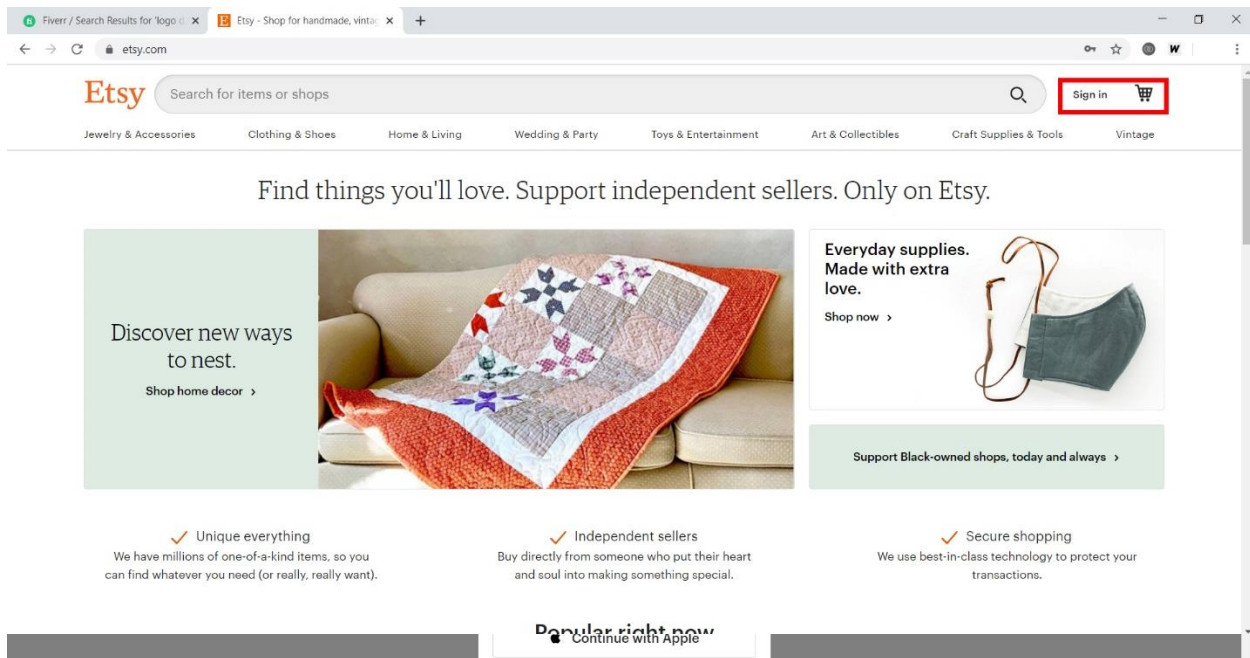 Fiverr / Search Results for 'logo d
Etsy - Shop for handmade, vintag
etsy.com
W
Etsy
Search for items or shops
Sign in
Jewelry & Accessories
Clothing & Shoes
Home & Living
Wedding & Party
Toys & Entertainment
Art & Collectibles
Craft Supplies & Tools
Vintage
Find things you'll love. Support independent sellers. Only on Etsy.
Discover new ways
to nest.
Shop home decor >
Everyday supplies.
Made with extra
love.
Shop now >
Support Black-owned shops, today and always >
Unique everything
We have millions of one-of-a-kind items, so you
can find whatever you need (or really, really want).
Independent sellers
Buy directly from someone who put their heart
and soul into making something special.
Secure shopping
We use best-in-class technology to protect your
transactions.
Popular right now
Continue with Apple